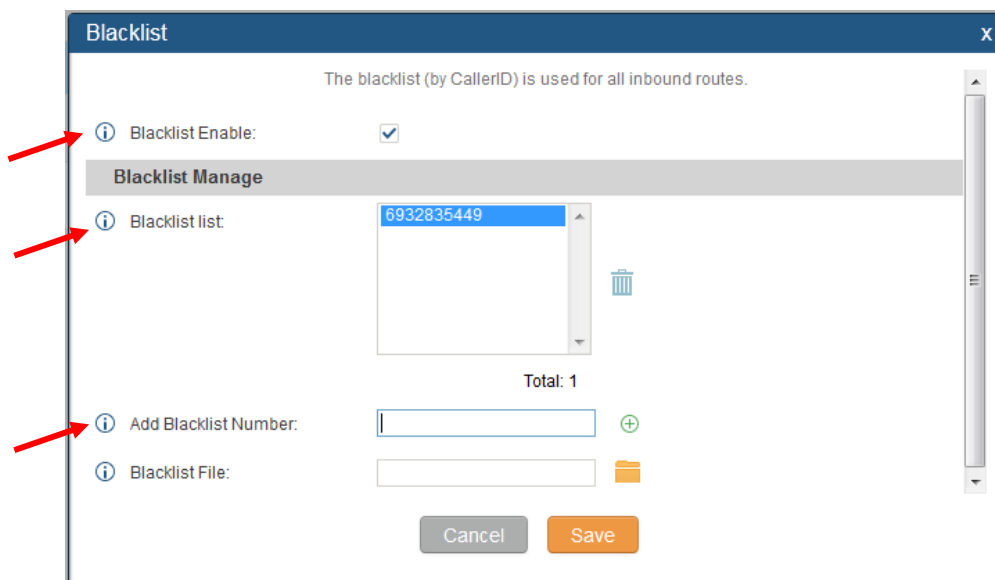 Blacklist x
The blacklist (by CallerID) is used for all inbound routes.
Blacklist Enable:
Blacklist Manage
Blacklist list:
6932835449
Total: 1
Add Blacklist Number:
Blacklist File:
Cancel Save